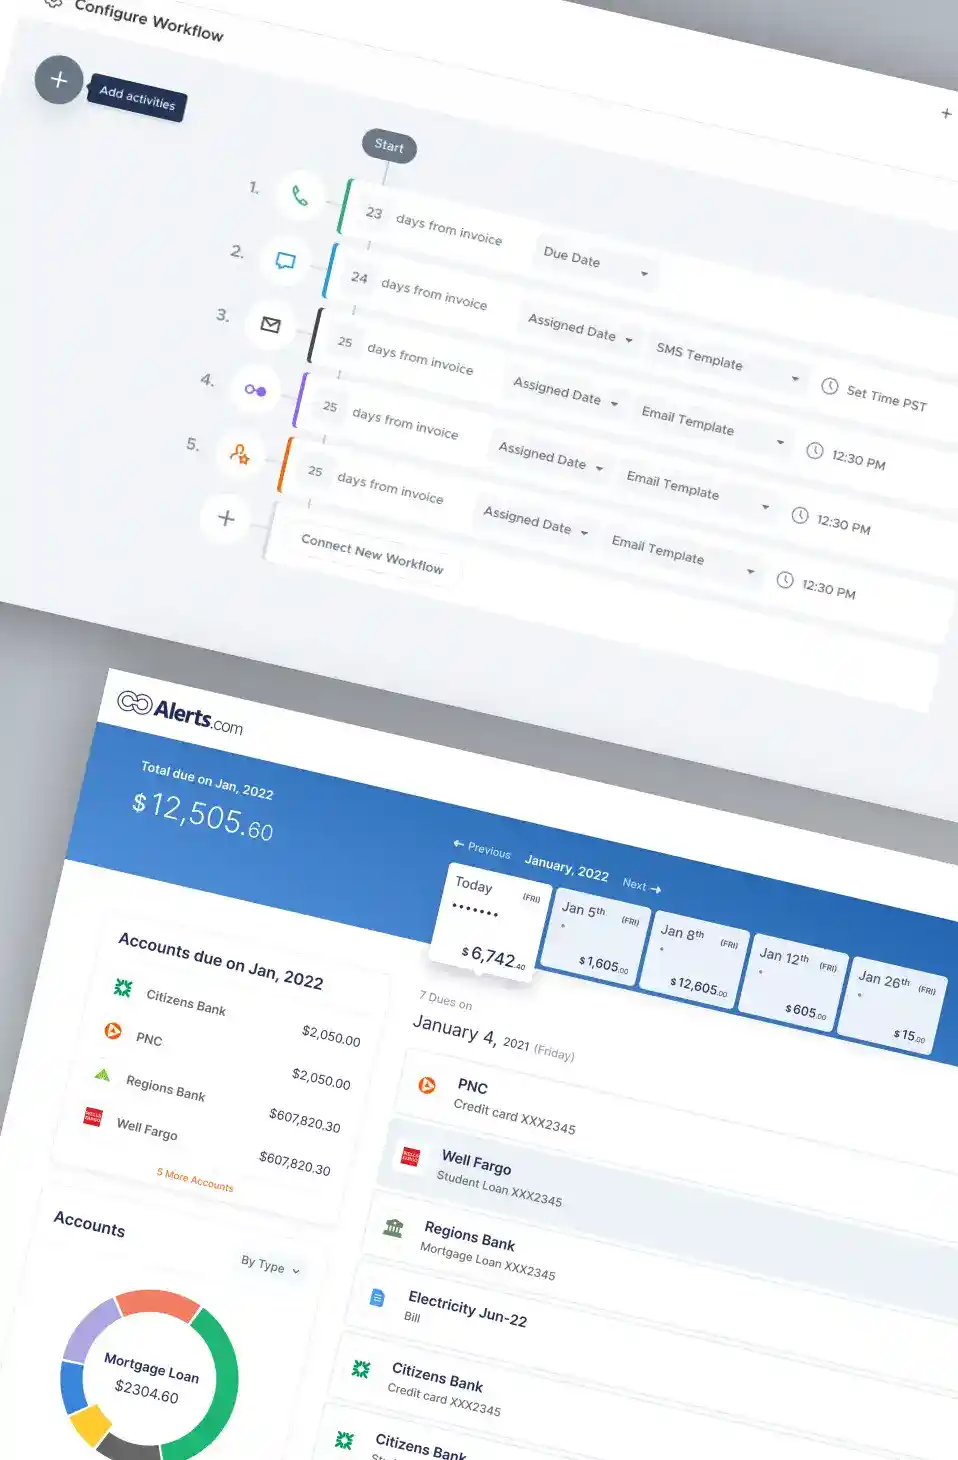 Configure Workflow
+
Add activities
Start
1.
23 days from invoice Due Date
2.
24 days from invoice Assigned Date SMS Template Set Time PST
3.
25 days from invoice Assigned Date Email Template 12:30 PM
4.
25 days from invoice Assigned Date Email Template 12:30 PM
5.
25 days from invoice Assigned Date Email Template 12:30 PM
+
Connect New Workflow
Alerts.com
Total due on Jan, 2022
$12,505.60
← Previous January, 2022 Next →
Today (FRI)
$6,742.40
Jan 5th (FRI)
$1,605.00
Jan 8th (FRI)
$12,605.00
Jan 12th (FRI)
$605.00
Jan 26th (FRI)
$15.00
Accounts due on Jan, 2022
Citizens Bank $2,050.00
PNC $2,050.00
Regions Bank $607,820.30
Well Fargo $607,820.30
5 More Accounts
Accounts
By Type
Mortgage Loan
$2304.60
7 Dues on
January 4, 2021 (Friday)
PNC
Credit card XXX2345
Well Fargo
Student Loan XXX2345
Regions Bank
Mortgage Loan XXX2345
Electricity Jun-22
Bill
Citizens Bank
Credit card XXX2345
Citizens Bank